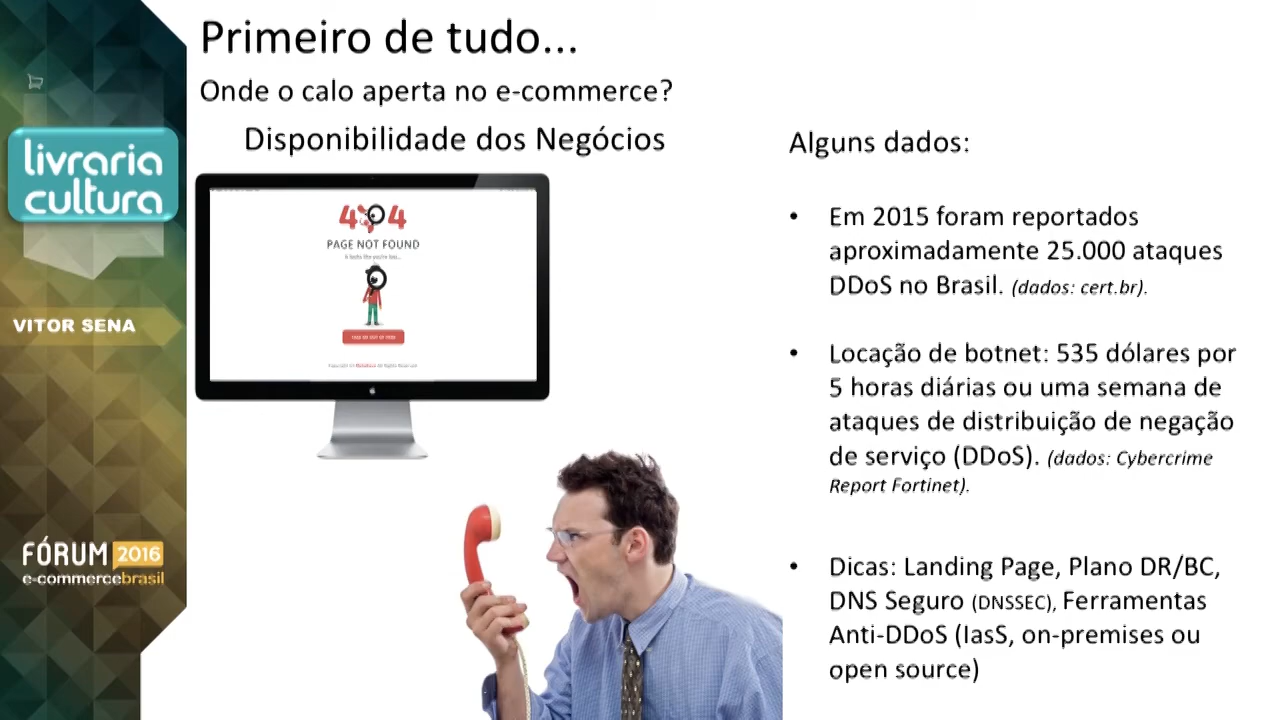 Primeiro de tudo...
Onde o calo aperta no e-commerce?
Disponibilidade dos Negócios
livraria
cultura
VITOR SENA
FÓRUM 2016
e-commercebrasil
404
PAGE NOT FOUND
Alguns dados:
• Em 2015 foram reportados
aproximadamente 25.000 ataques
DDoS no Brasil. (dados: cert.br).
• Locação de botnet: 535 dólares por
5 horas diárias ou uma semana de
ataques de distribuição de negação
de serviço (DDoS). (dados: Cybercrime
Report Fortinet).
• Dicas: Landing Page, Plano DR/BC,
DNS Seguro (DNSSEC), Ferramentas
Anti-DDoS (IasS, on-premises ou
open source)